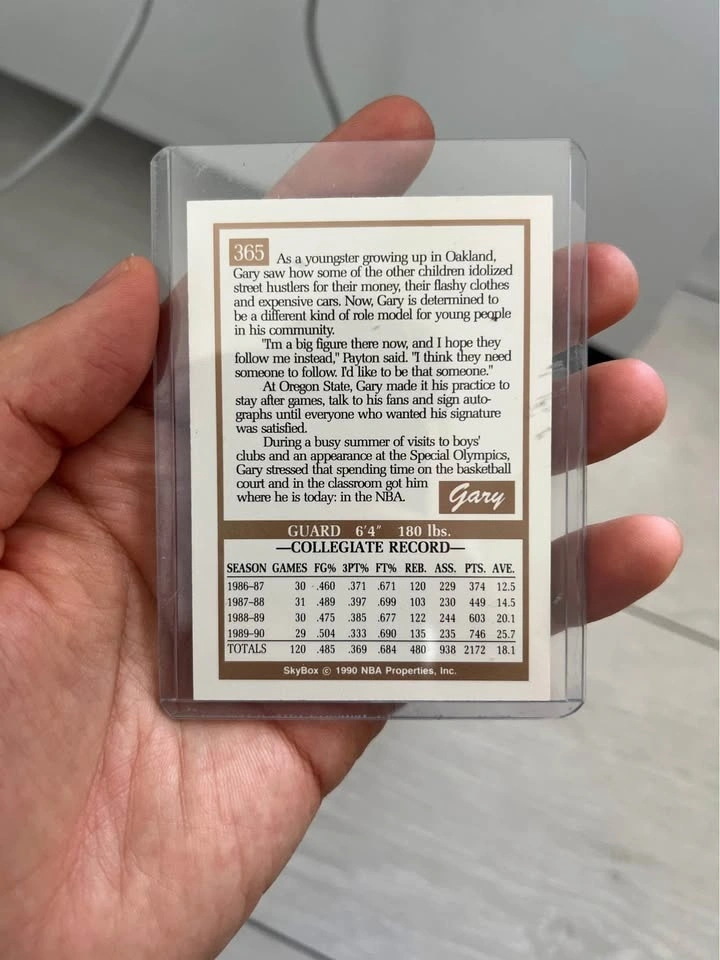 365 As a youngster growing up in Oakland,
Gary saw how some of the other children idolized
street hustlers for their money, their flashy clothes
and expensive cars. Now, Gary is determined to
be a different kind of role model for young people
in his community.
"I'm a big figure there now, and I hope they
follow me instead," Payton said. "I think they need
someone to follow. I'd like to be that someone."
At Oregon State, Gary made it his practice to
stay after games, talk to his fans and sign auto-
graphs until everyone who wanted his signature
was satisfied.
During a busy summer of visits to boys'
clubs and an appearance at the Special Olympics,
Gary stressed that spending time on the basketball
court and in the classroom got him
where he is today: in the NBA.
Gary
GUARD 6'4" 180 lbs.
—COLLEGIATE RECORD—
SEASON GAMES FG% 3PT% FT% REB. ASS. PTS. AVE.
1986–87 30 .460 .371 .671 120 229 374 12.5
1987–88 31 .489 .397 .699 103 230 449 14.5
1988–89 30 .475 .385 .677 122 244 603 20.1
1989–90 29 .504 .333 .690 135 235 746 25.7
TOTALS 120 .485 .369 .684 480 938 2172 18.1
SkyBox © 1990 NBA Properties, Inc.